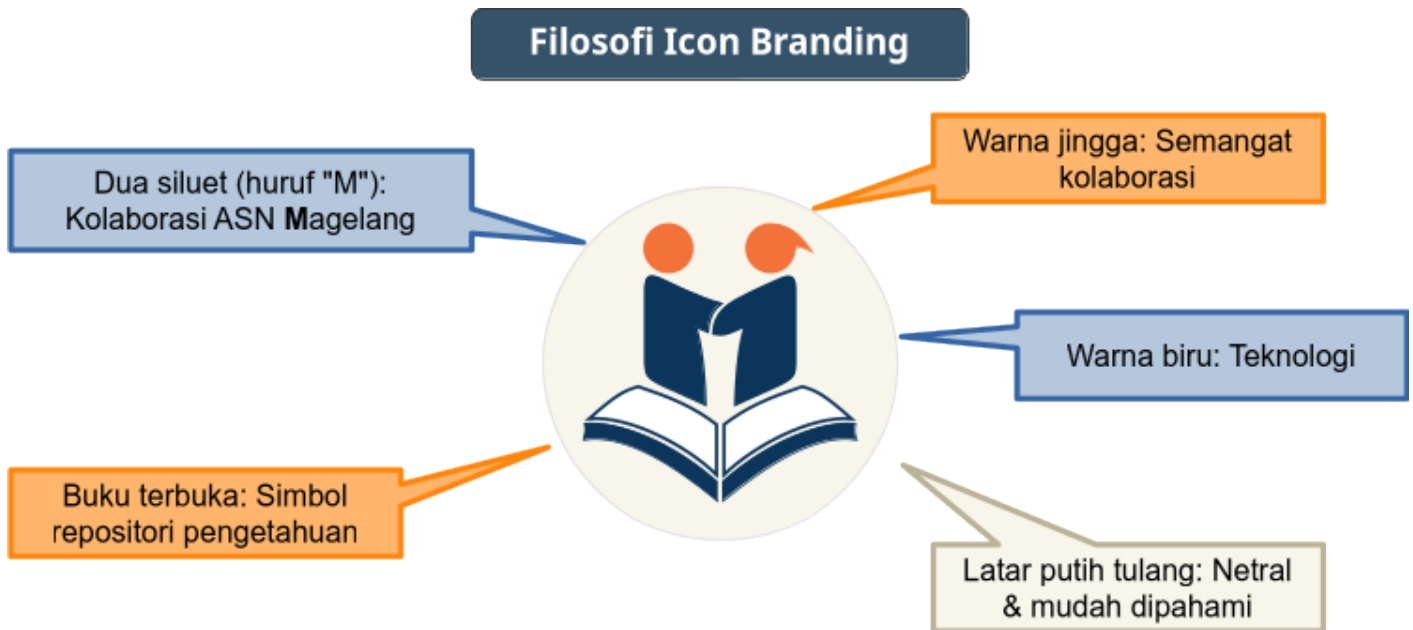 Filosofi Icon Branding
Dua siluet (huruf "M"):
Kolaborasi ASN Magelang
Warna jingga: Semangat
kolaborasi
Warna biru: Teknologi
Buku terbuka: Simbol
repositori pengetahuan
Latar putih tulang: Netral
& mudah dipahami